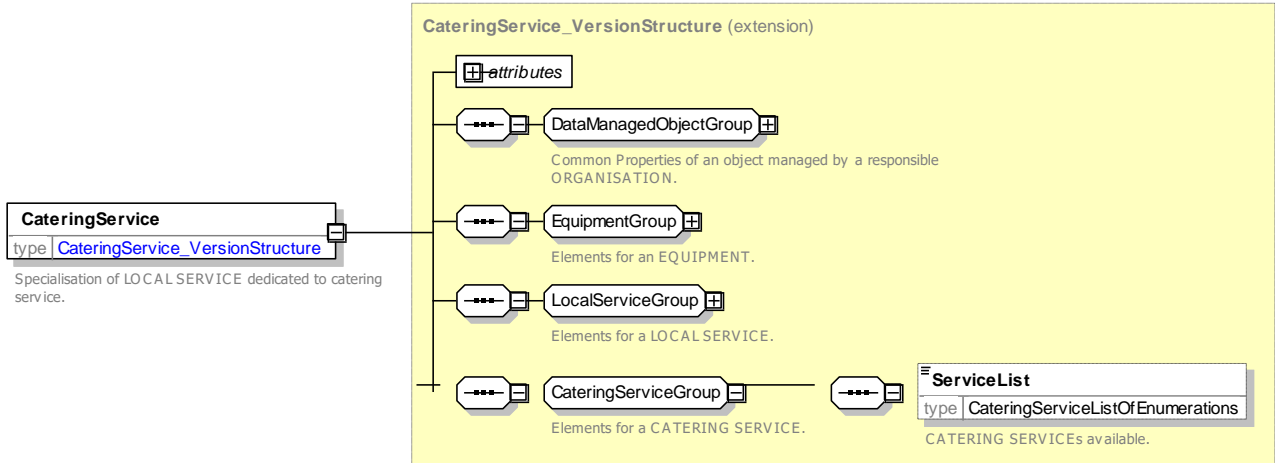 CateringService_VersionStructure (extension)
attributes
DataManagedObjectGroup
Common Properties of an object managed by a responsible
ORGANISATION.
CateringService
type CateringService_VersionStructure
Specialisation of LOCAL SERVICE dedicated to catering
service.
EquipmentGroup
Elements for an EQUIPMENT.
LocalServiceGroup
Elements for a LOCAL SERVICE.
CateringServiceGroup
Elements for a CATERING SERVICE.
ServiceList
type CateringServiceListOfEnumerations
CATERING SERVICEs available.